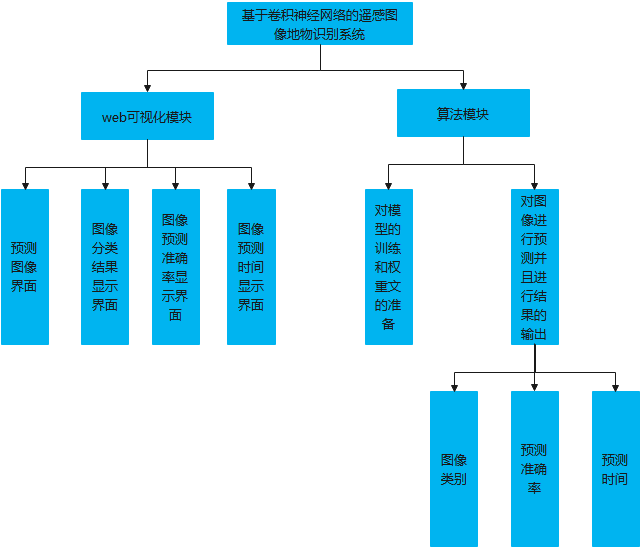 基于卷积神经网络的遥感图
像地物识别系统
web可视化模块
算法模块
预测
图像
界面
图像
分类
结果
显示
界面
图像
预测
准确
率显
示界
面
图像
预测
时间
显示
界面
对模
型的
训练
和权
重文
的准
备
对图
像进
行预
测并
且进
行结
果的
输出
图像
类别
预测
准确
率
预测
时间